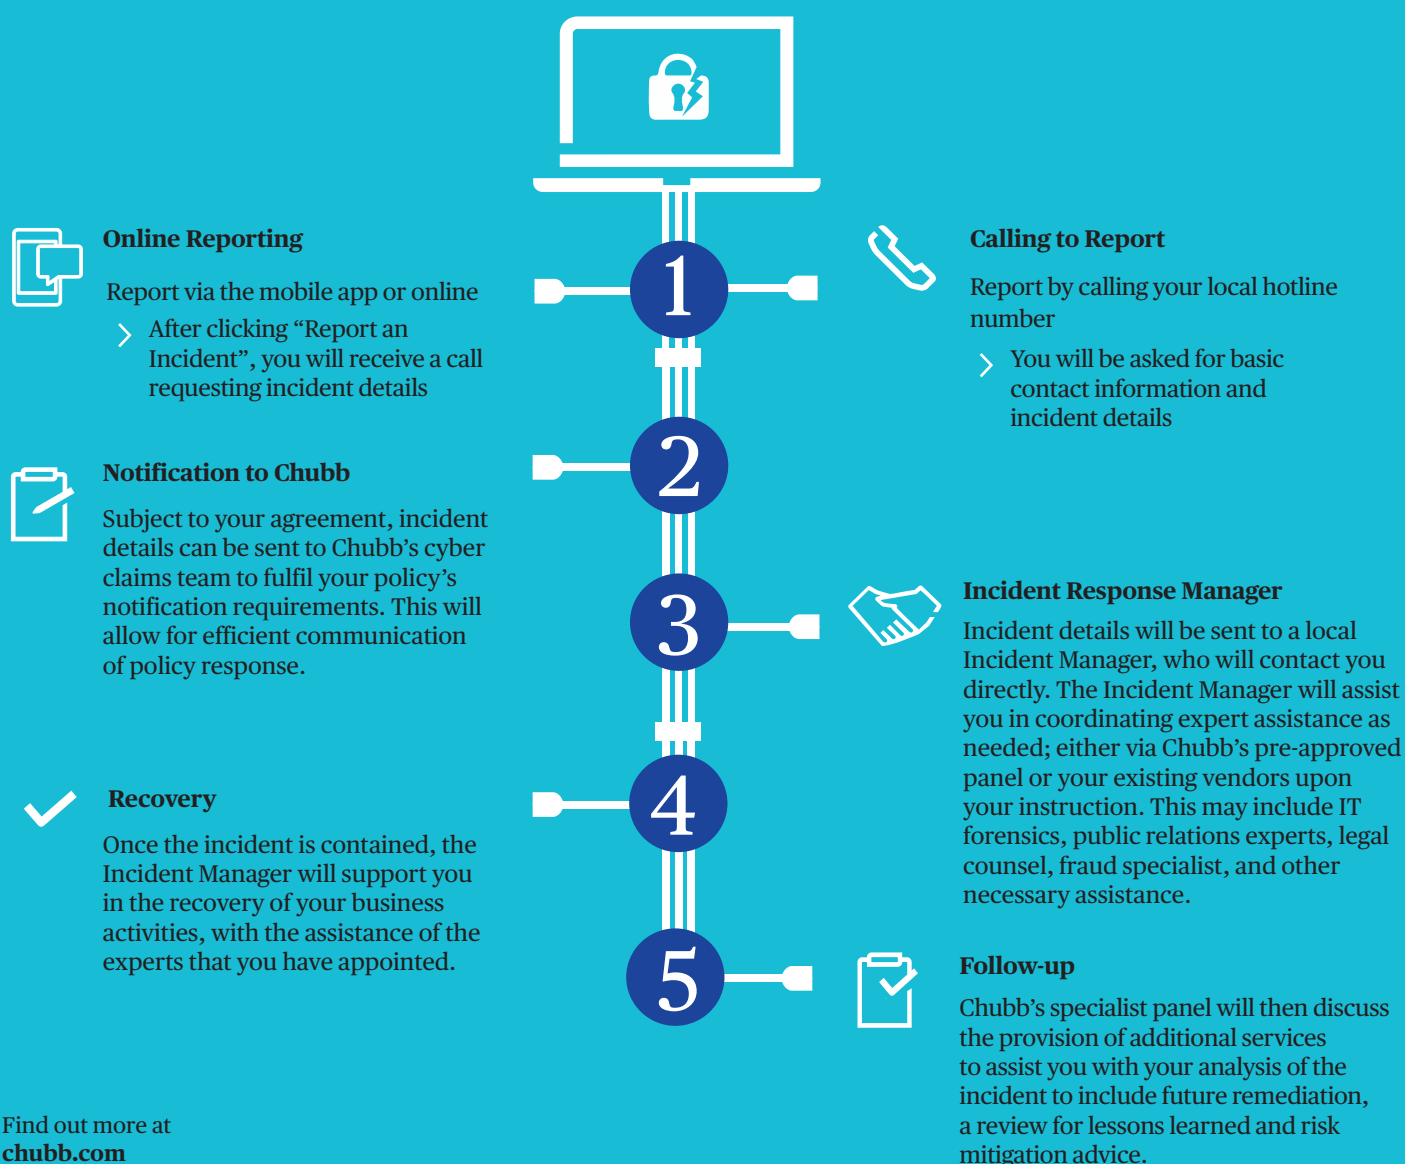 Online Reporting
Report via the mobile app or online
After clicking “Report an
Incident”, you will receive a call
requesting incident details
1
Calling to Report
Report by calling your local hotline
number
You will be asked for basic
contact information and
incident details
2
Notification to Chubb
Subject to your agreement, incident
details can be sent to Chubb’s cyber
claims team to fulfil your policy’s
notification requirements. This will
allow for efficient communication
of policy response.
3
Incident Response Manager
Incident details will be sent to a local
Incident Manager, who will contact you
directly. The Incident Manager will assist
you in coordinating expert assistance as
needed; either via Chubb’s pre-approved
panel or your existing vendors upon
your instruction. This may include IT
forensics, public relations experts, legal
counsel, fraud specialist, and other
necessary assistance.
4
Recovery
Once the incident is contained, the
Incident Manager will support you
in the recovery of your business
activities, with the assistance of the
experts that you have appointed.
5
Follow-up
Chubb’s specialist panel will then discuss
the provision of additional services
to assist you with your analysis of the
incident to include future remediation,
a review for lessons learned and risk
mitigation advice.
Find out more at
chubb.com